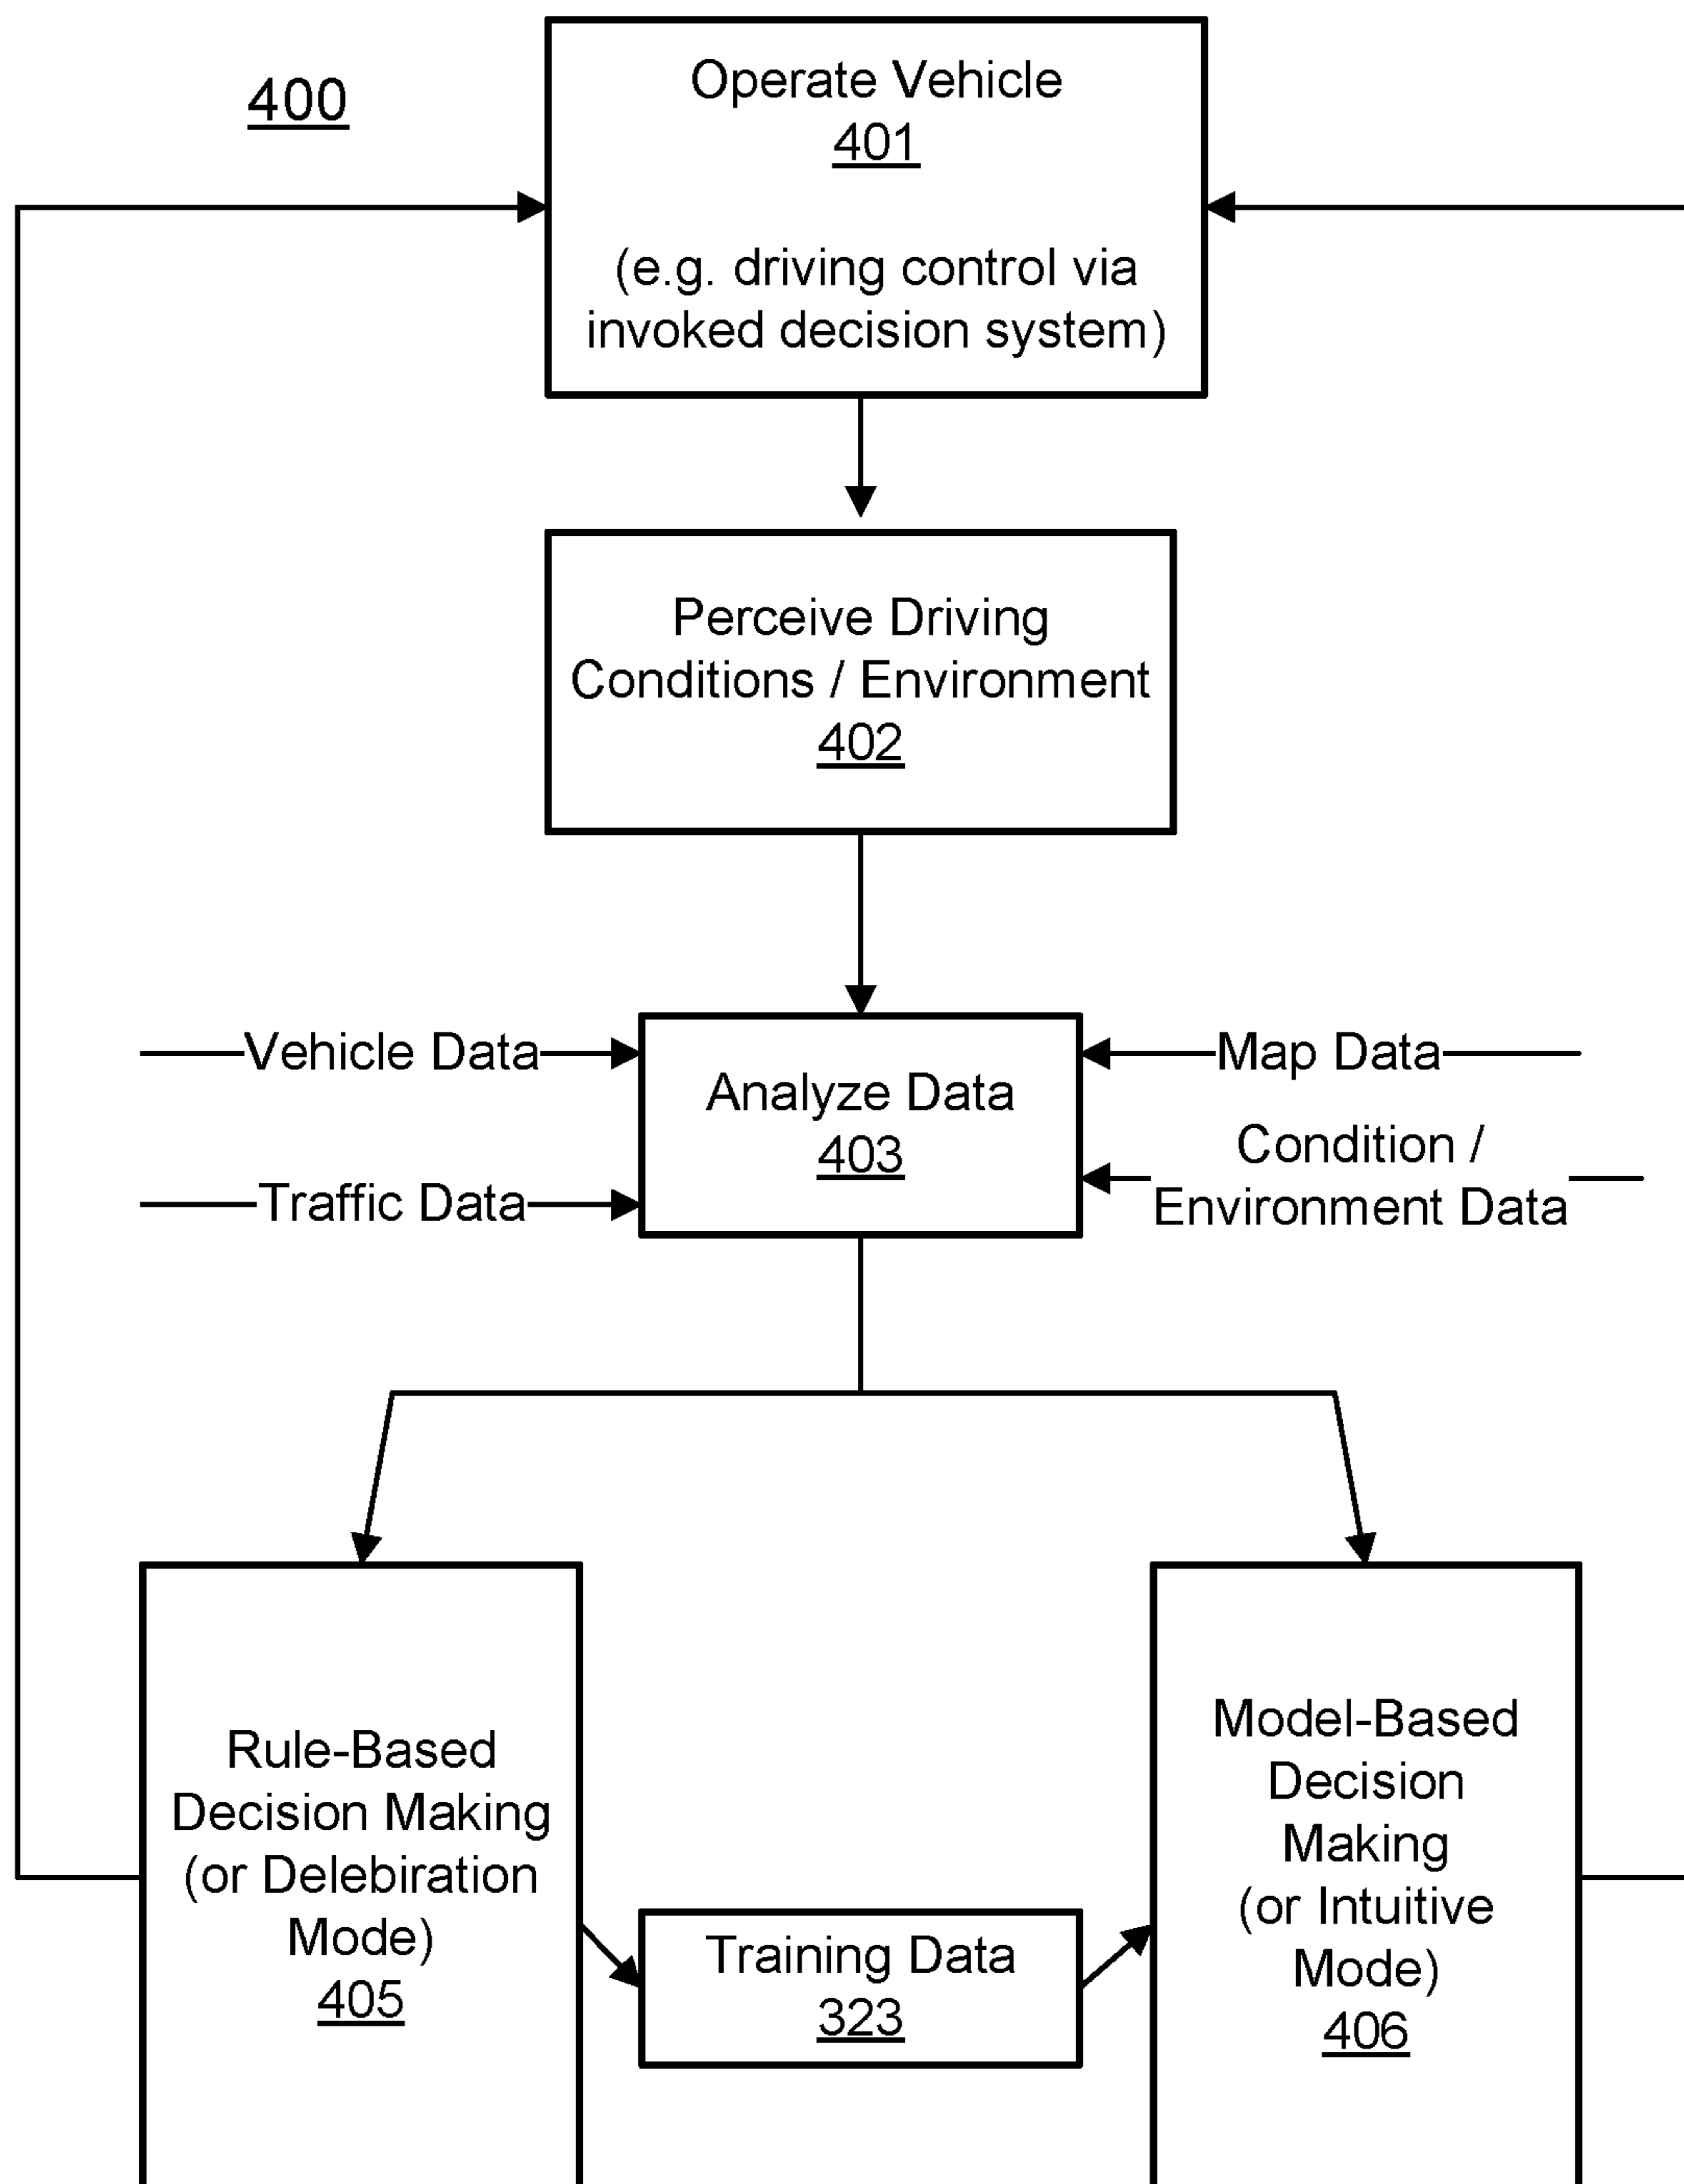 400
Operate Vehicle
401
(e.g. driving control via
invoked decision system)
Perceive Driving
Conditions / Environment
402
Vehicle Data
Traffic Data
Analyze Data
403
Map Data
Condition /
Environment Data
Rule-Based
Decision Making
(or Delebiration
Mode)
405
Training Data
323
Model-Based
Decision
Making
(or Intuitive
Mode)
406